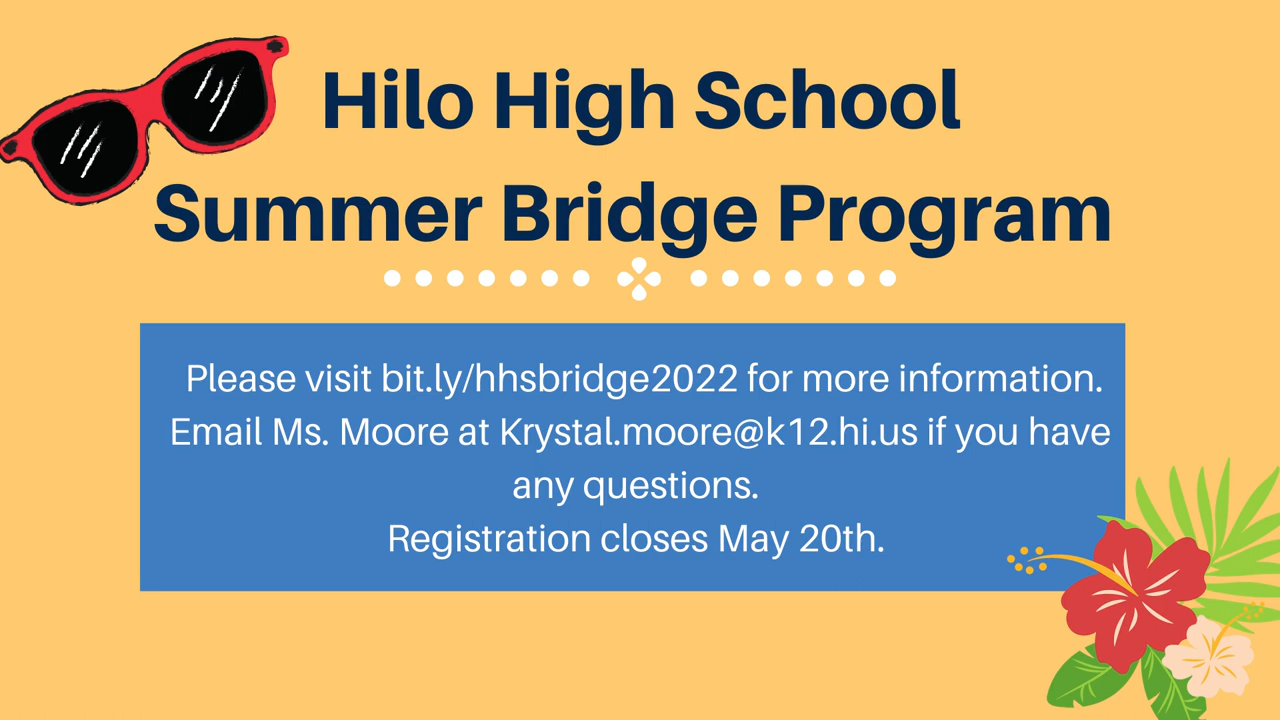 Hilo High School
Summer Bridge Program
Please visit bit.ly/hhsbridge2022 for more information.
Email Ms. Moore at Krystal.moore@k12.hi.us if you have
any questions.
Registration closes May 20th.